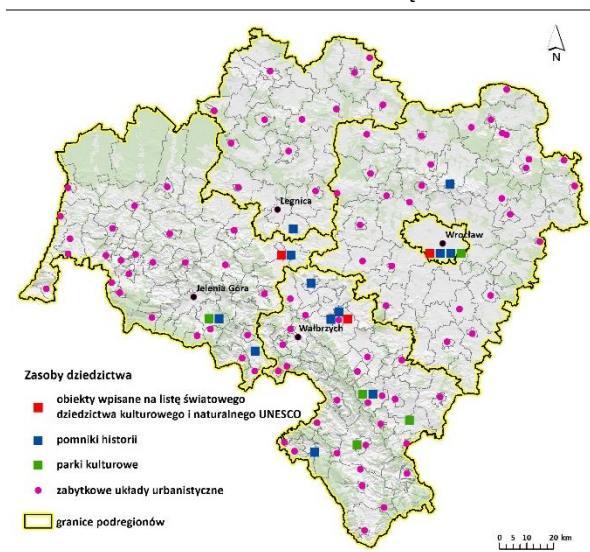 N
Legnica
Wrocław
Jelenia Góra
Wałbrzych
Zasoby dziedzictwa
obiekty wpisane na listę światowego
dziedzictwa kulturowego i naturalnego UNESCO
pomniki historii
parki kulturowe
zabytkowe układy urbanistyczne
granice podregionów
0 5 10 20 km